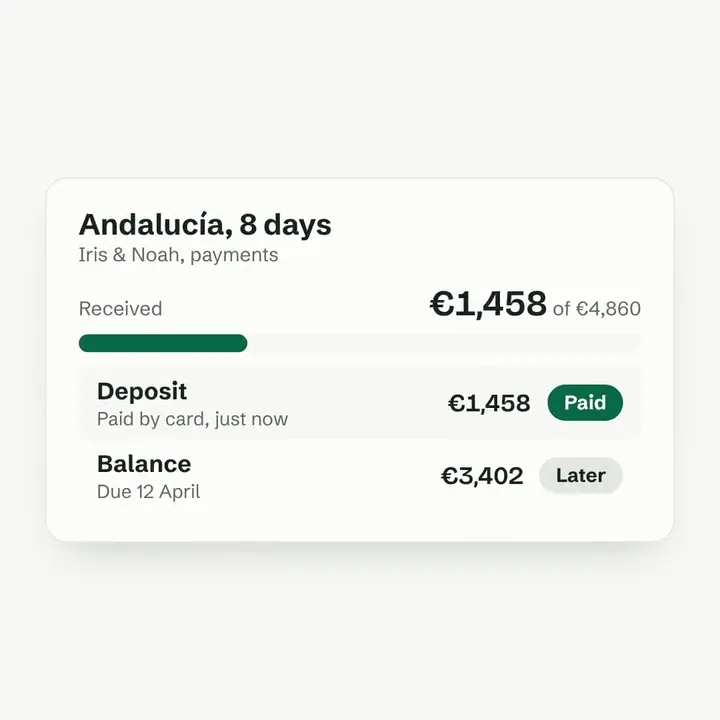 Andalucía, 8 days
Iris & Noah, payments
Received €1,458 of €4,860
Deposit
Paid by card, just now
€1,458 Paid
Balance
Due 12 April
€3,402 Later